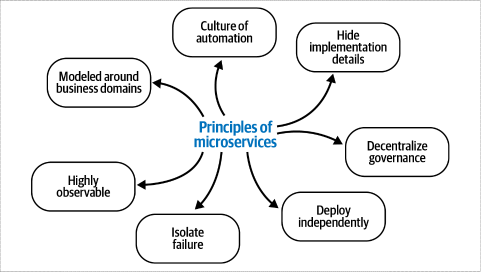 Culture of
automation
Hide
implementation
details
Modeled around
business domains
Principles of
microservices
Decentralize
governance
Highly
observable
Deploy
independently
Isolate
failure